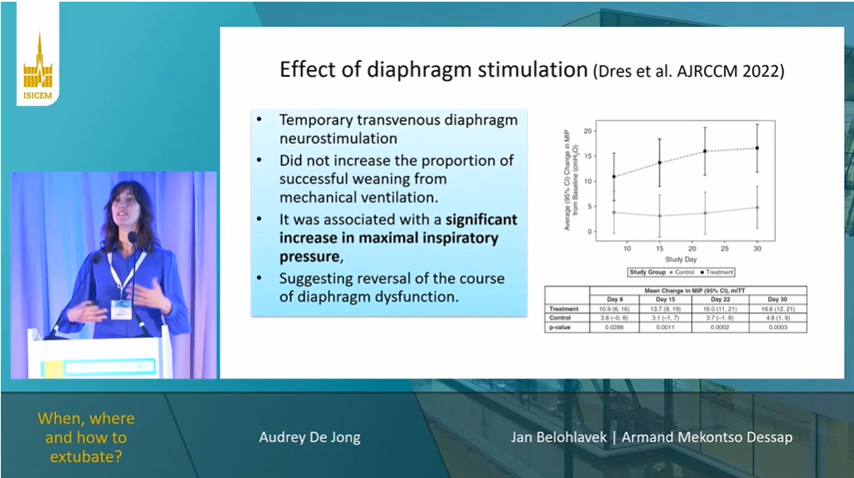 ISICEM
Effect of diaphragm stimulation (Dres et al. AJRCCM 2022)
• Temporary transvenous diaphragm
neurostimulation
• Did not increase the proportion of
successful weaning from
mechanical ventilation.
• It was associated with a significant
increase in maximal inspiratory
pressure,
• Suggesting reversal of the course
of diaphragm dysfunction.
Average (95% CI) Change in MIP
from Baseline (cmH2O)
20
15
10
5
0
10 15 20 25 30
Study Day
Study Group Control Treatment
Mean Change in MIP (95% CI), mITT
Day 8 Day 15 Day 22 Day 30
Treatment 10.9 (6, 16) 13.7 (9, 19) 16.0 (11, 21) 16.6 (12, 21)
Control 3.8 (–0, 8) 3.1 (–1, 7) 3.7 (–1, 8) 4.8 (1, 9)
p-value 0.0288 0.0011 0.0002 0.0003
When, where
and how to
extubate?
Audrey De Jong
Jan Belohlavek | Armand Mekontso Dessap